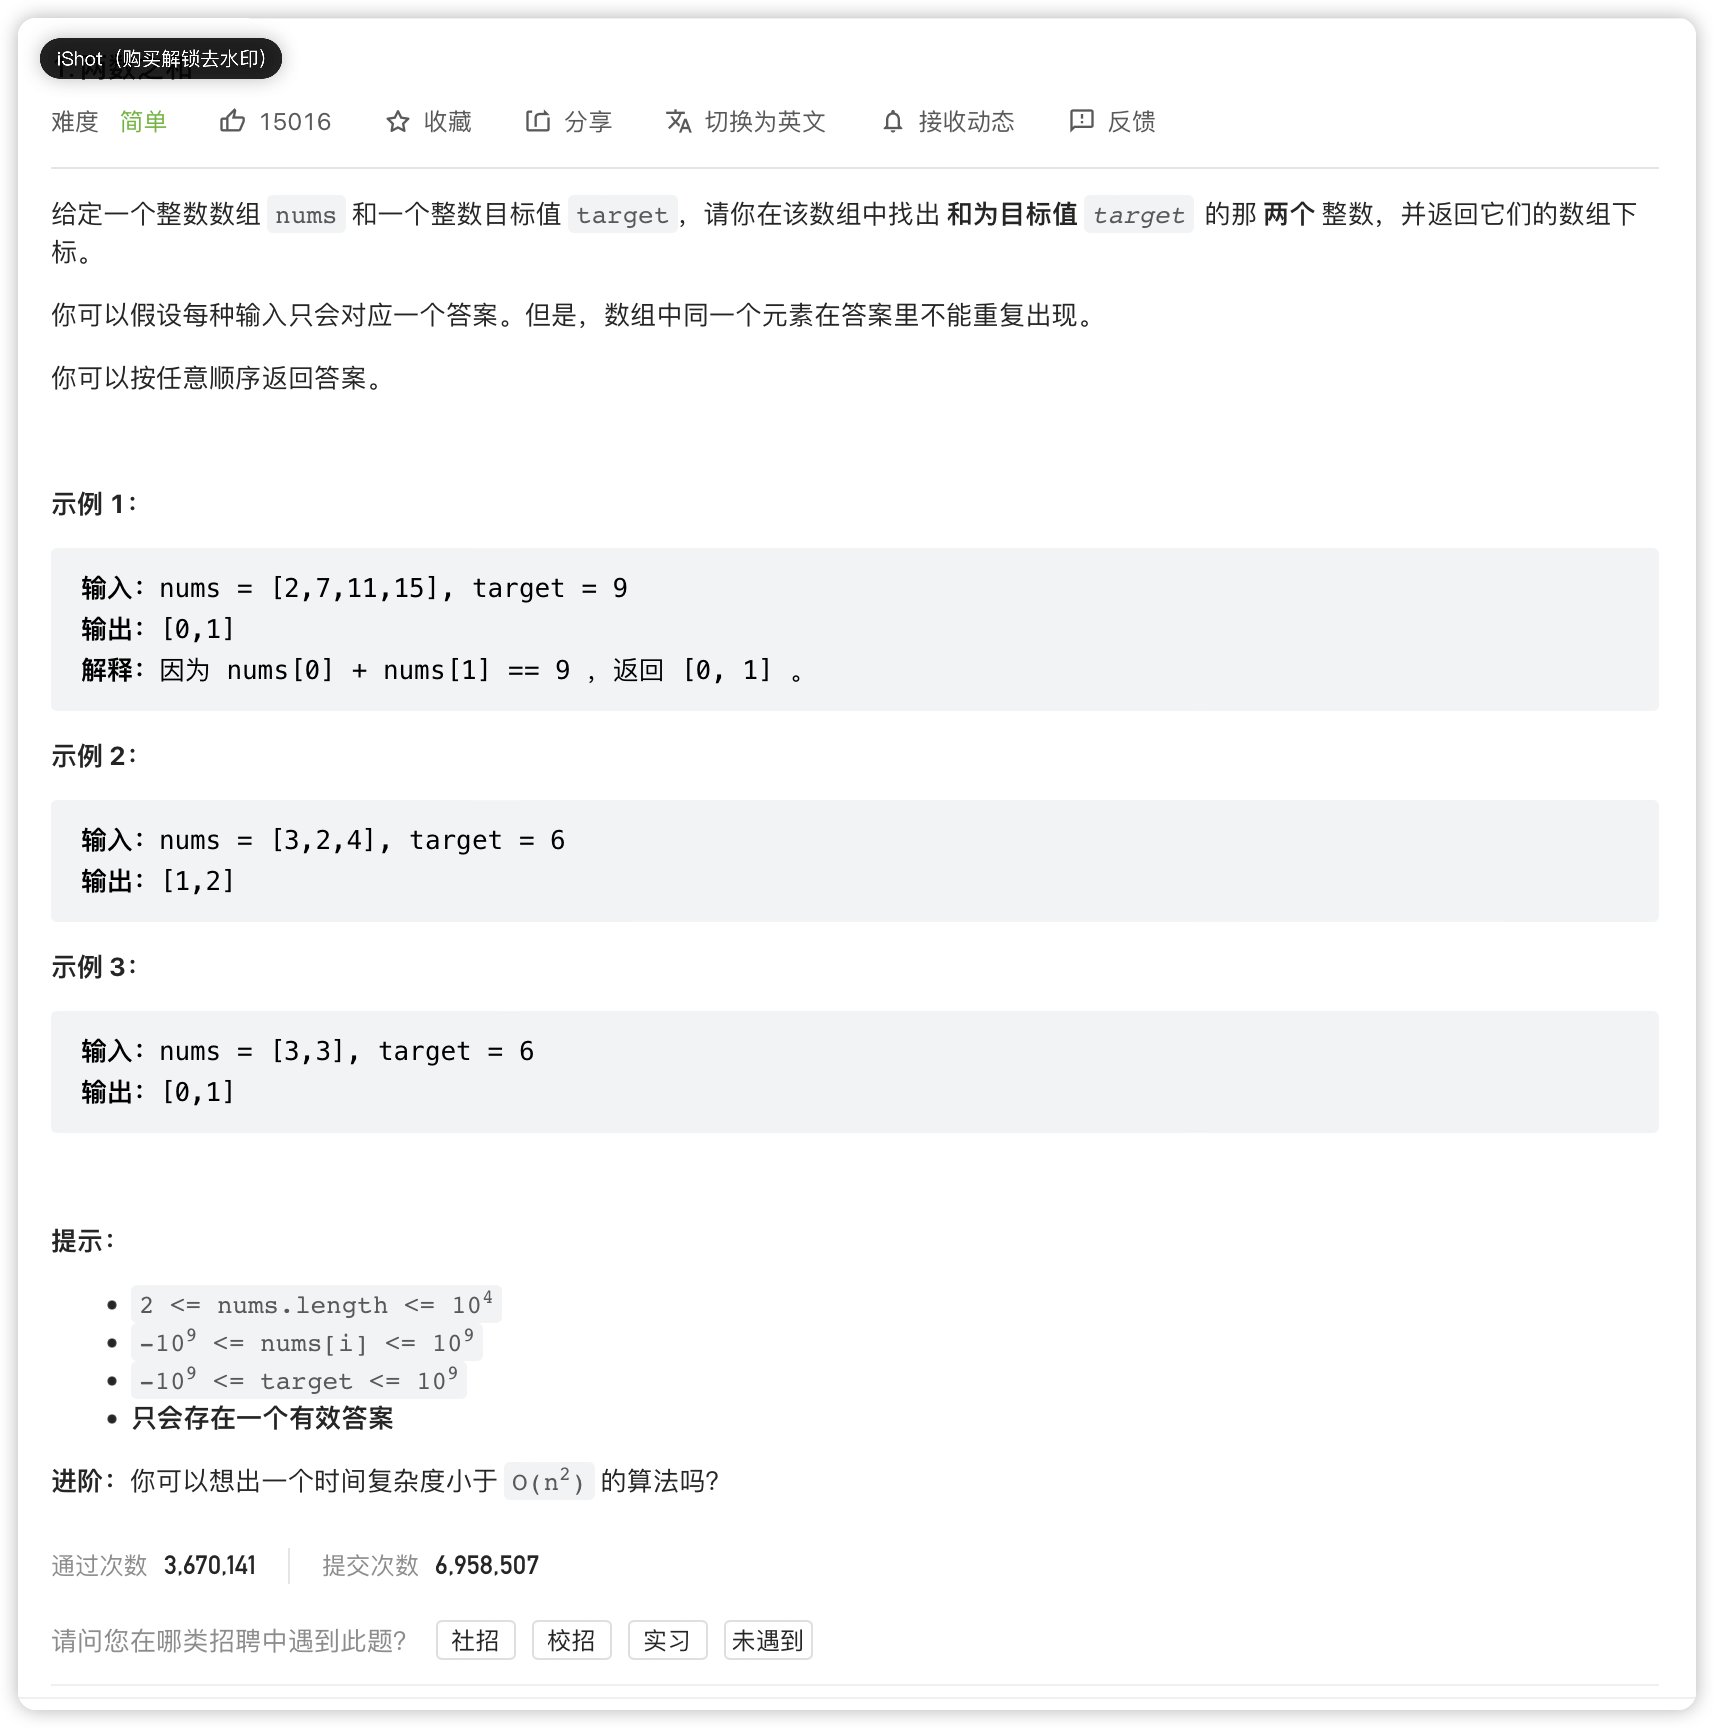 iShot（购买解锁去水印）
难度 简单 15016 收藏 分享 切换为英文 接收动态 反馈
给定一个整数数组 nums 和一个整数目标值 target，请你在该数组中找出 和为目标值 target 的那 两个 整数，并返回它们的数组下
标。
你可以假设每种输入只会对应一个答案。但是，数组中同一个元素在答案里不能重复出现。
你可以按任意顺序返回答案。
示例 1：
输入：nums = [2,7,11,15], target = 9
输出：[0,1]
解释：因为 nums[0] + nums[1] == 9 ，返回 [0, 1] 。
示例 2：
输入：nums = [3,2,4], target = 6
输出：[1,2]
示例 3：
输入：nums = [3,3], target = 6
输出：[0,1]
提示：
• 2 <= nums.length <= 10⁴
• -10⁹ <= nums[i] <= 10⁹
• -10⁹ <= target <= 10⁹
• 只会存在一个有效答案
进阶：你可以想出一个时间复杂度小于 O(n²) 的算法吗？
通过次数 3,670,141 提交次数 6,958,507
请问您在哪类招聘中遇到此题？ 社招 校招 实习 未遇到